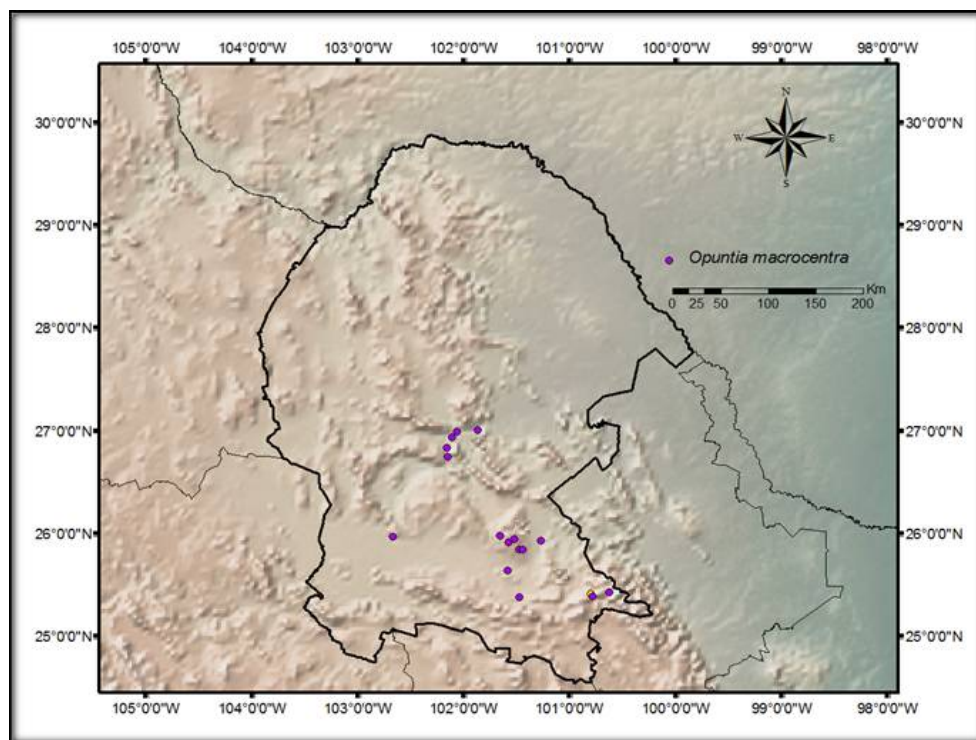 105°0'0"W 104°0'0"W 103°0'0"W 102°0'0"W 101°0'0"W 100°0'0"W 99°0'0"W 98°0'0"W
N
30°0'0"N 30°0'0"N
W E
S
29°0'0"N 29°0'0"N
Opuntia macrocentra
Km
0 25 50 100 150 200
28°0'0"N 28°0'0"N
27°0'0"N 27°0'0"N
26°0'0"N 26°0'0"N
25°0'0"N 25°0'0"N
105°0'0"W 104°0'0"W 103°0'0"W 102°0'0"W 101°0'0"W 100°0'0"W 99°0'0"W 98°0'0"W